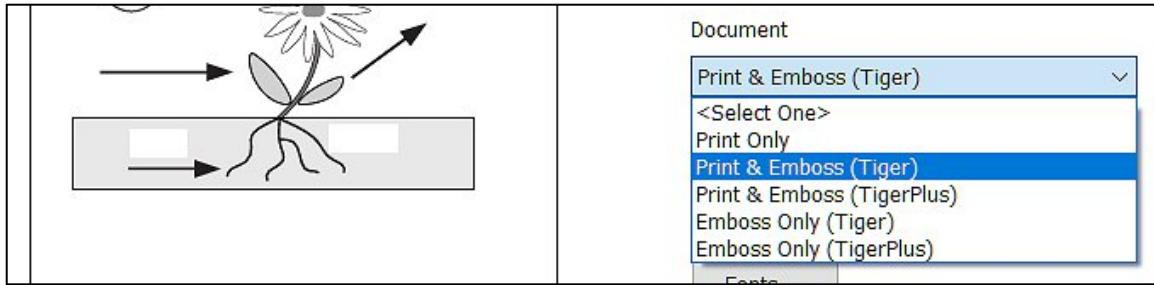 Document
Print & Emboss (Tiger)
<Select One>
Print Only
Print & Emboss (Tiger)
Print & Emboss (TigerPlus)
Emboss Only (Tiger)
Emboss Only (TigerPlus)
Fonts